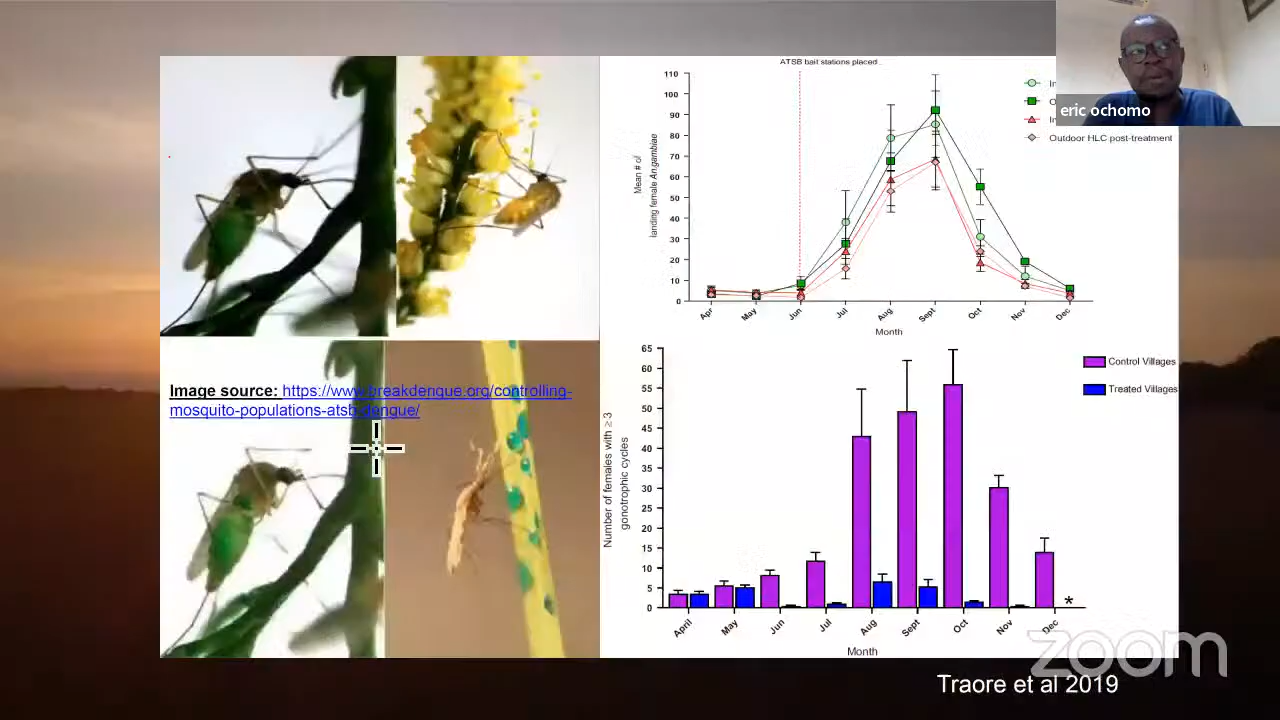 eric ochomo
ATSB bait stations placed
Mean # of
landing female An.gambiae
110
100
90
80
70
60
50
40
30
20
10
0
Apr
May
Jun
Jul
Aug
Sept
Oct
Nov
Dec
Month
In
O
In
Outdoor HLC post-treatment
Image source: https://www.breakdengue.org/controlling-
mosquito-populations-atsb-dengue/
Number of females with ≥ 3
gonotrophic cycles
65
60
55
50
45
40
35
30
25
20
15
10
5
0
April
May
Jun
Jul
Aug
Sept
Oct
Nov
Dec
*
Month
Control Villages
Treated Villages
zoom
Traore et al 2019